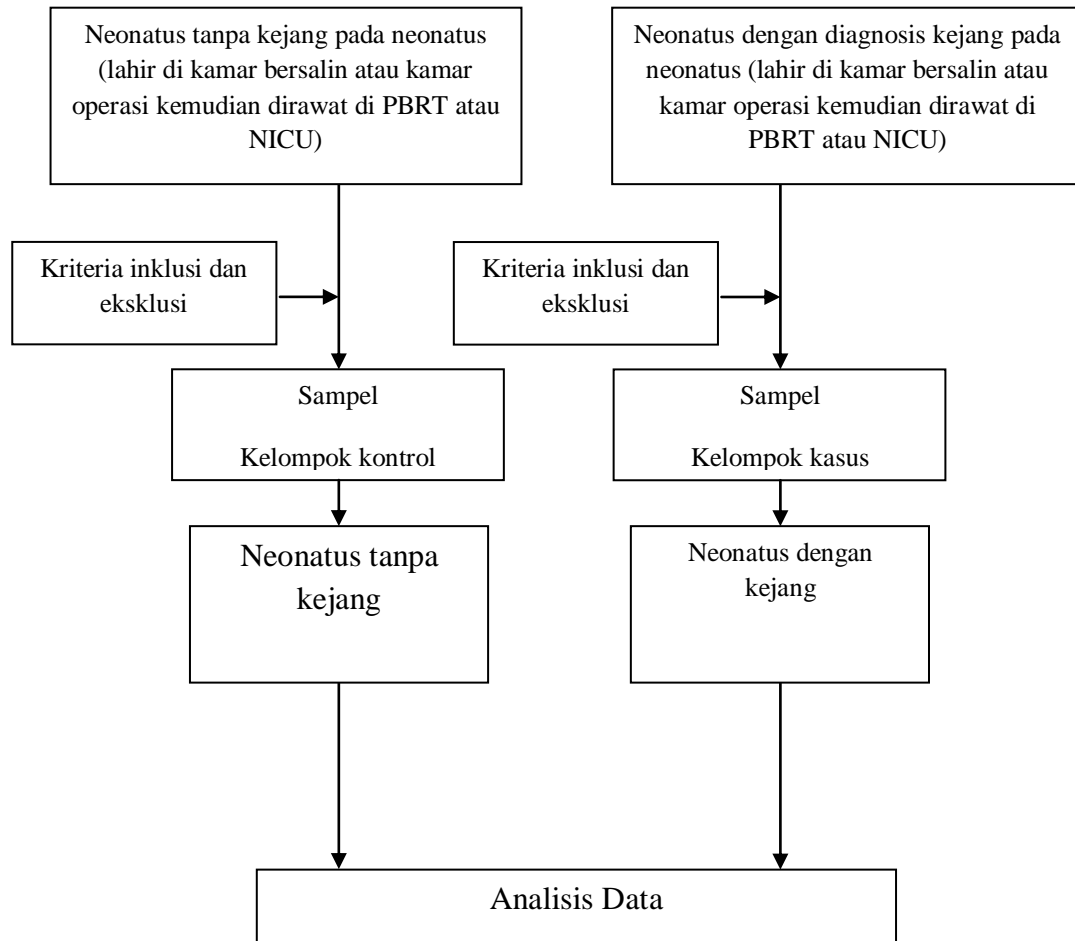 Neonatus tanpa kejang pada neonatus
(lahir di kamar bersalin atau kamar
operasi kemudian dirawat di PBRT atau
NICU)
Neonatus dengan diagnosis kejang pada
neonatus (lahir di kamar bersalin atau
kamar operasi kemudian dirawat di
PBRT atau NICU)
Kriteria inklusi dan
eksklusi
Kriteria inklusi dan
eksklusi
Sampel
Kelompok kontrol
Sampel
Kelompok kasus
Neonatus tanpa
kejang
Neonatus dengan
kejang
Analisis Data